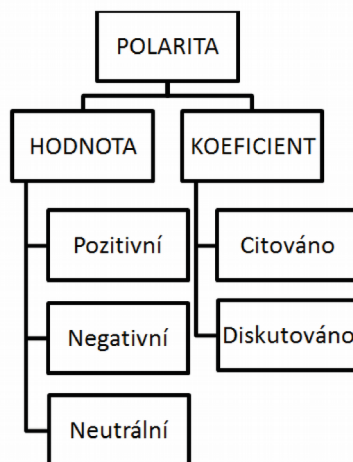 POLARITA
HODNOTA
KOEFICIENT
Pozitivní
Citováno
Negativní
Diskutováno
Neutrální